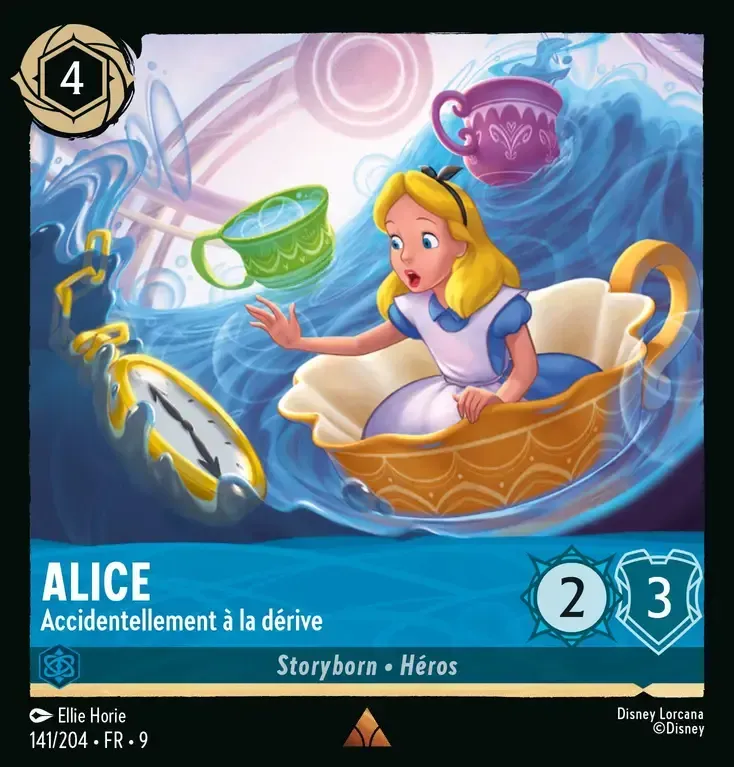 4
ALICE
Accidentellement à la dérive
2
3
Storyborn • Héros
Ellie Horie
141/204 • FR • 9
Disney Lorcana
©Disney